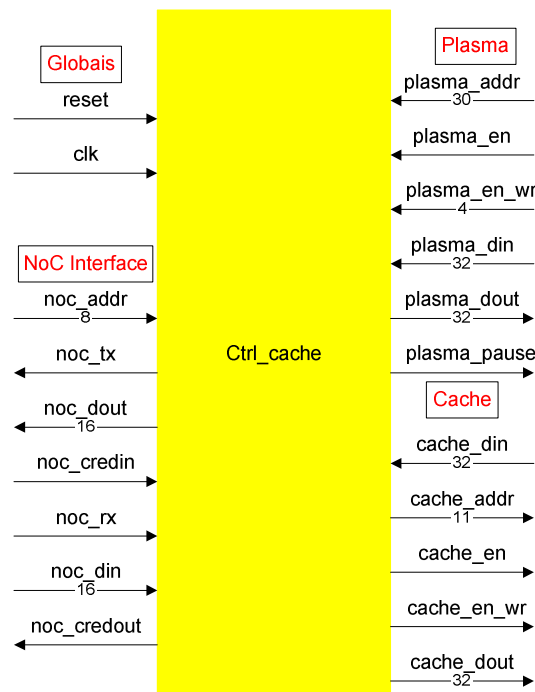 Globais
reset
clk
NoC Interface
noc_addr
8
noc_tx
noc_dout
16
noc_credin
noc_rx
noc_din
16
noc_credout
Ctrl_cache
Plasma
plasma_addr
30
plasma_en
plasma_en_wr
4
plasma_din
32
plasma_dout
32
plasma_pause
Cache
cache_din
32
cache_addr
11
cache_en
cache_en_wr
cache_dout
32